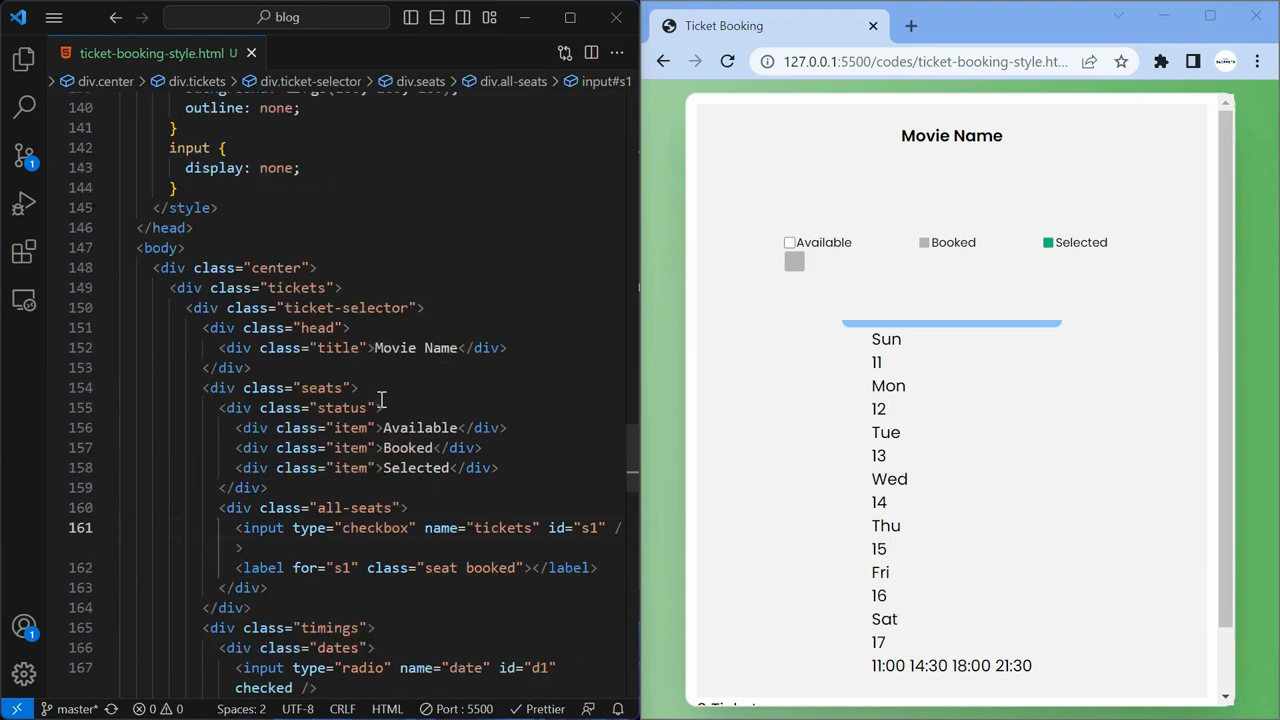 blog
ticket-booking-style.html U
div.center div.tickets div.ticket-selector div.seats div.all-seats input#s1
140 outline: none;
141 }
142 input {
143 display: none;
144 }
145 </style>
146 </head>
147 <body>
148 <div class="center">
149 <div class="tickets">
150 <div class="ticket-selector">
151 <div class="head">
152 <div class="title">Movie Name</div>
153 </div>
154 <div class="seats">
155 <div class="status">
156 <div class="item">Available</div>
157 <div class="item">Booked</div>
158 <div class="item">Selected</div>
159 </div>
160 <div class="all-seats">
161 <input type="checkbox" name="tickets" id="s1" /
>
162 <label for="s1" class="seat booked"></label>
163 </div>
164 </div>
165 <div class="timings">
166 <div class="dates">
167 <input type="radio" name="date" id="d1"
checked />
1
1
master* 0 0 Spaces: 2 UTF-8 CRLF HTML Port : 5500 Prettier
Ticket Booking
127.0.0.1:5500/codes/ticket-booking-style.ht...
Movie Name
Available Booked Selected
Sun
11
Mon
12
Tue
13
Wed
14
Thu
15
Fri
16
Sat
17
11:00 14:30 18:00 21:30